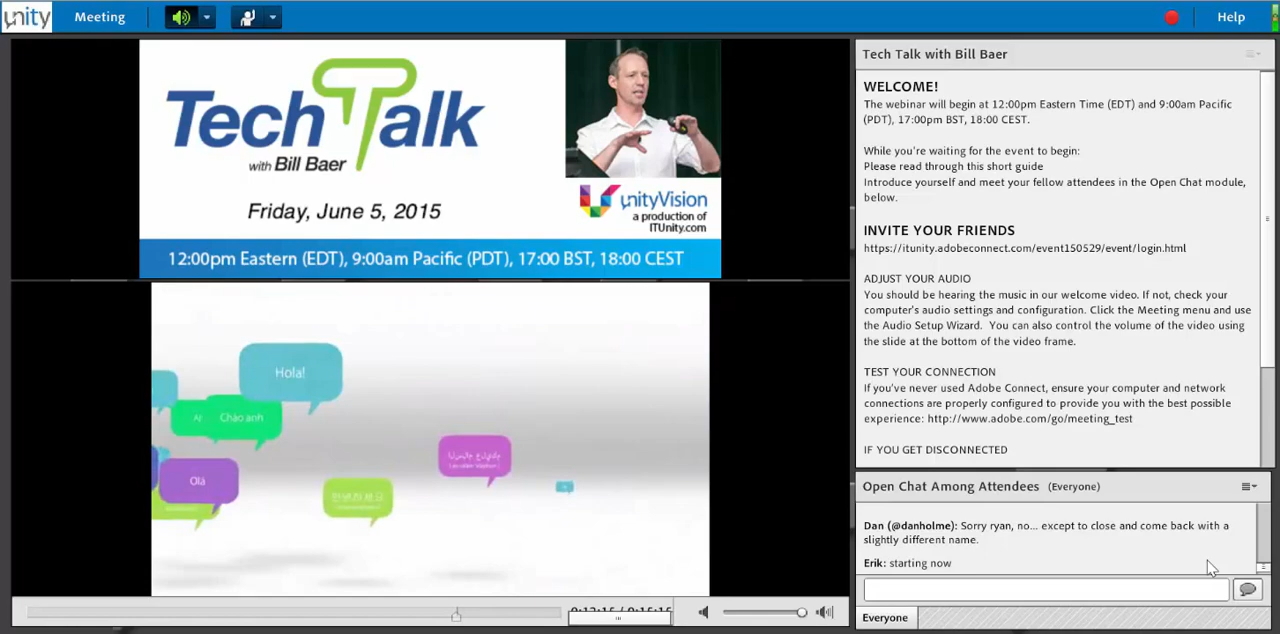 unity
Meeting
Help
Tech Talk
with Bill Baer
Friday, June 5, 2015
unityVision
a production of
ITUnity.com
12:00pm Eastern (EDT), 9:00am Pacific (PDT), 17:00 BST, 18:00 CEST
Hola!
Chào anh
Olá
Tech Talk with Bill Baer
WELCOME!
The webinar will begin at 12:00pm Eastern Time (EDT) and 9:00am Pacific
(PDT), 17:00pm BST, 18:00 CEST.
While you're waiting for the event to begin:
Please read through this short guide
Introduce yourself and meet your fellow attendees in the Open Chat module,
below.
INVITE YOUR FRIENDS
https://itunity.adobeconnect.com/event150529/event/login.html
ADJUST YOUR AUDIO
You should be hearing the music in our welcome video. If not, check your
computer's audio settings and configuration. Click the Meeting menu and use
the Audio Setup Wizard.  You can also control the volume of the video using
the slide at the bottom of the video frame.
TEST YOUR CONNECTION
If you've never used Adobe Connect, ensure your computer and network
connections are properly configured to provide you with the best possible
experience: http://www.adobe.com/go/meeting_test
IF YOU GET DISCONNECTED
Open Chat Among Attendees (Everyone)
Dan (@danholme): Sorry ryan, no... except to close and come back with a
slightly different name.
Erik: starting now
Everyone